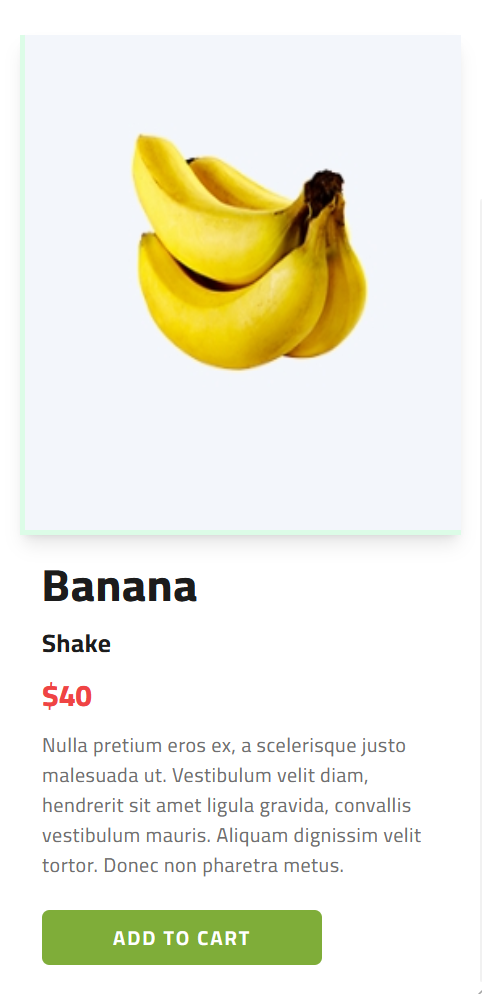 Banana
Shake
$40
Nulla pretium eros ex, a scelerisque justo
malesuada ut. Vestibulum velit diam,
hendrerit sit amet ligula gravida, convallis
vestibulum mauris. Aliquam dignissim velit
tortor. Donec non pharetra metus.
ADD TO CART